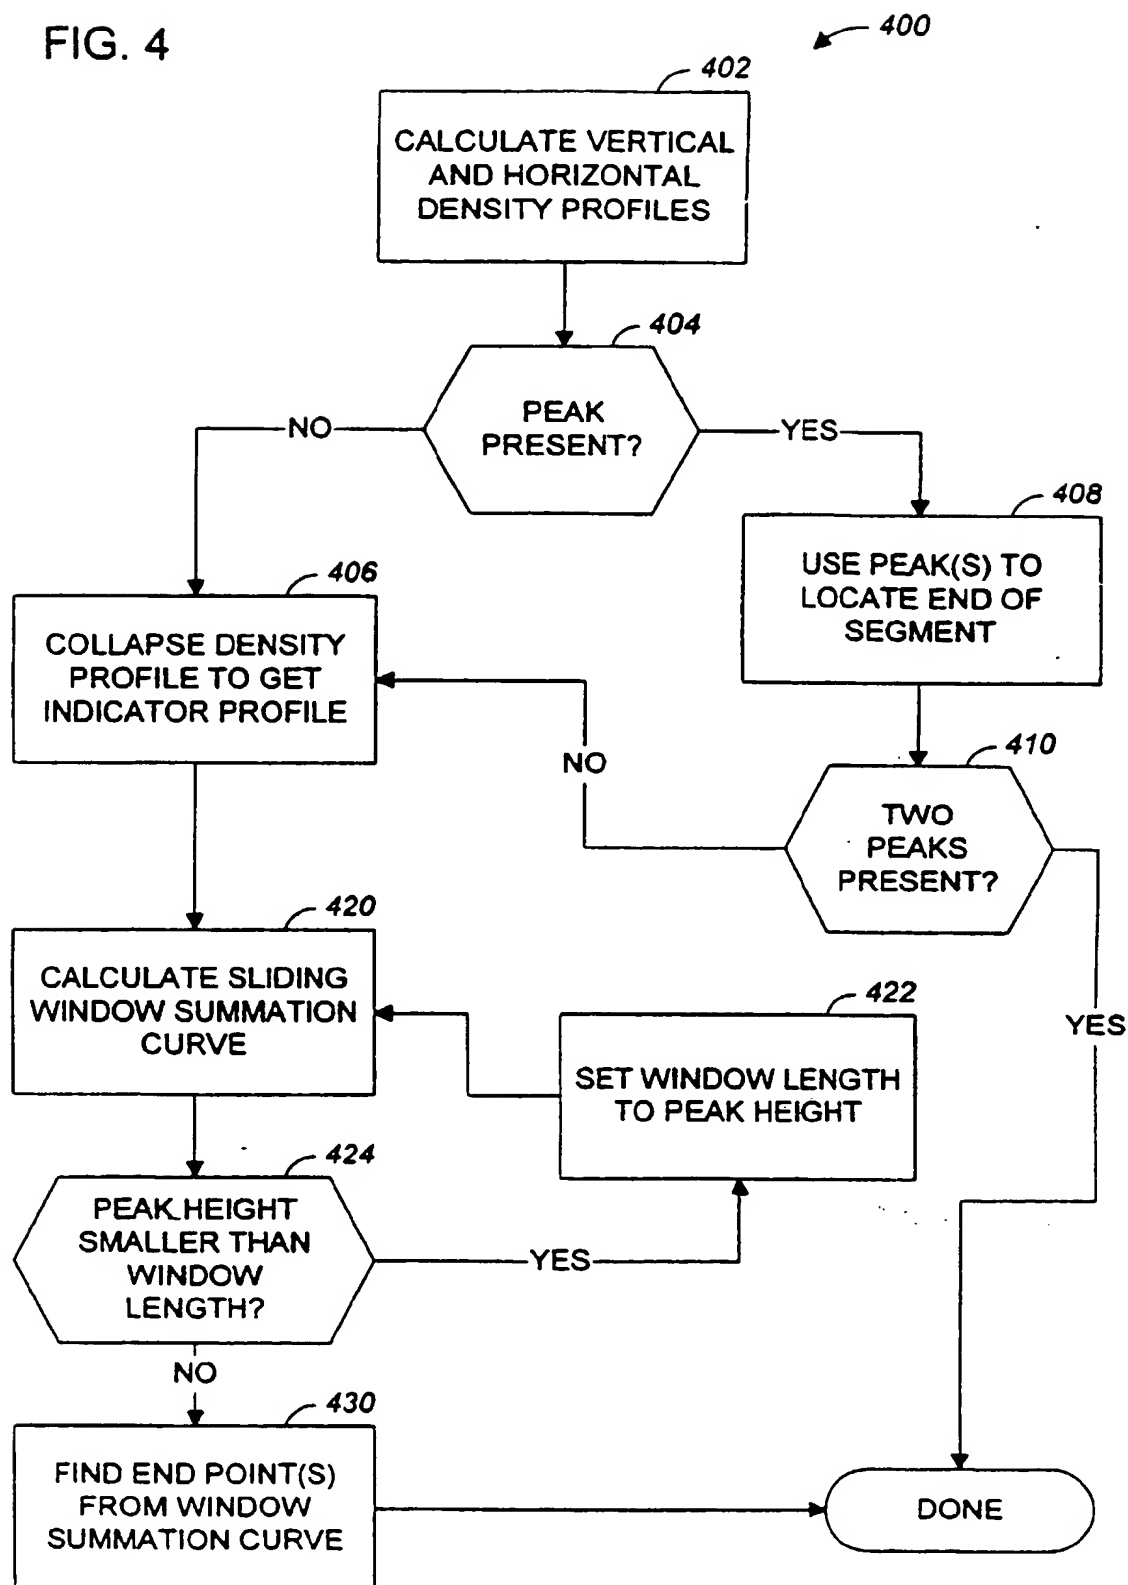 FIG. 4
400
402
CALCULATE VERTICAL
AND HORIZONTAL
DENSITY PROFILES
404
PEAK
PRESENT?
NO
YES
408
USE PEAK(S) TO
LOCATE END OF
SEGMENT
406
COLLAPSE DENSITY
PROFILE TO GET
INDICATOR PROFILE
410
TWO
PEAKS
PRESENT?
NO
YES
420
CALCULATE SLIDING
WINDOW SUMMATION
CURVE
422
SET WINDOW LENGTH
TO PEAK HEIGHT
424
PEAK HEIGHT
SMALLER THAN
WINDOW
LENGTH?
YES
NO
430
FIND END POINT(S)
FROM WINDOW
SUMMATION CURVE
DONE